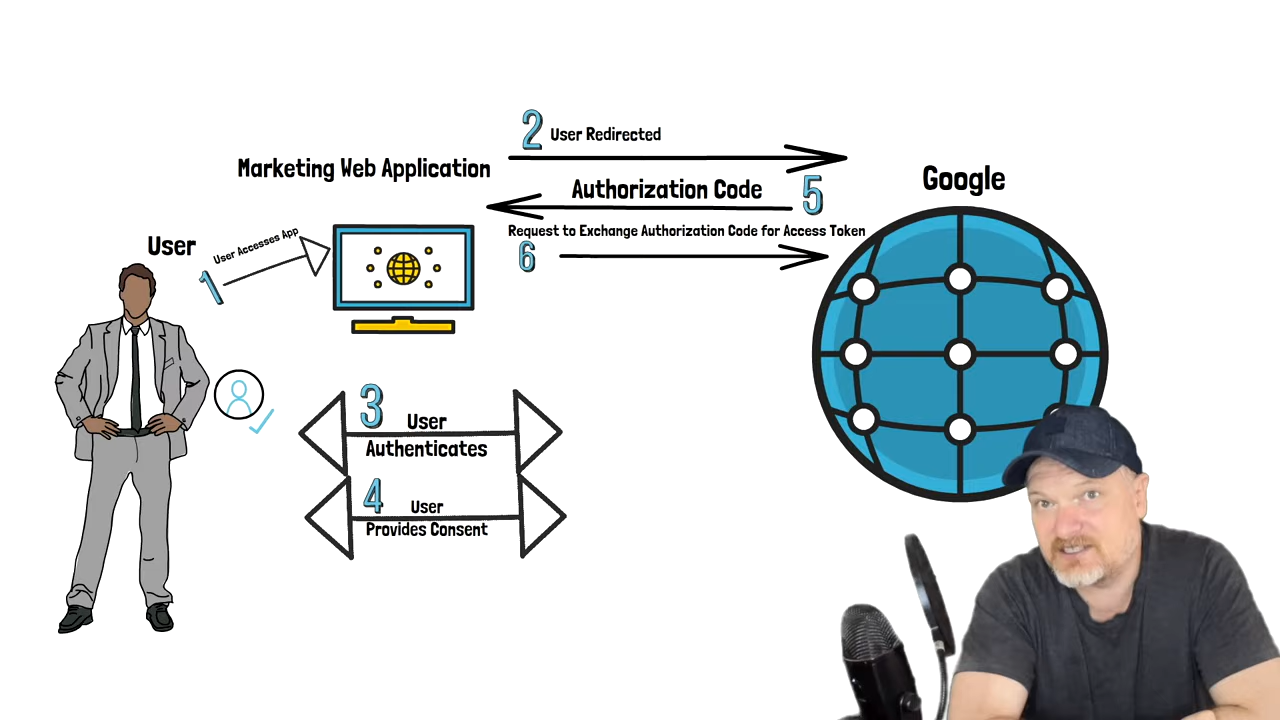 2 User Redirected
Marketing Web Application
Google
Authorization Code 5
Request to Exchange Authorization Code for Access Token
6
User
1 User Accesses App
3 User
Authenticates
4 User
Provides Consent